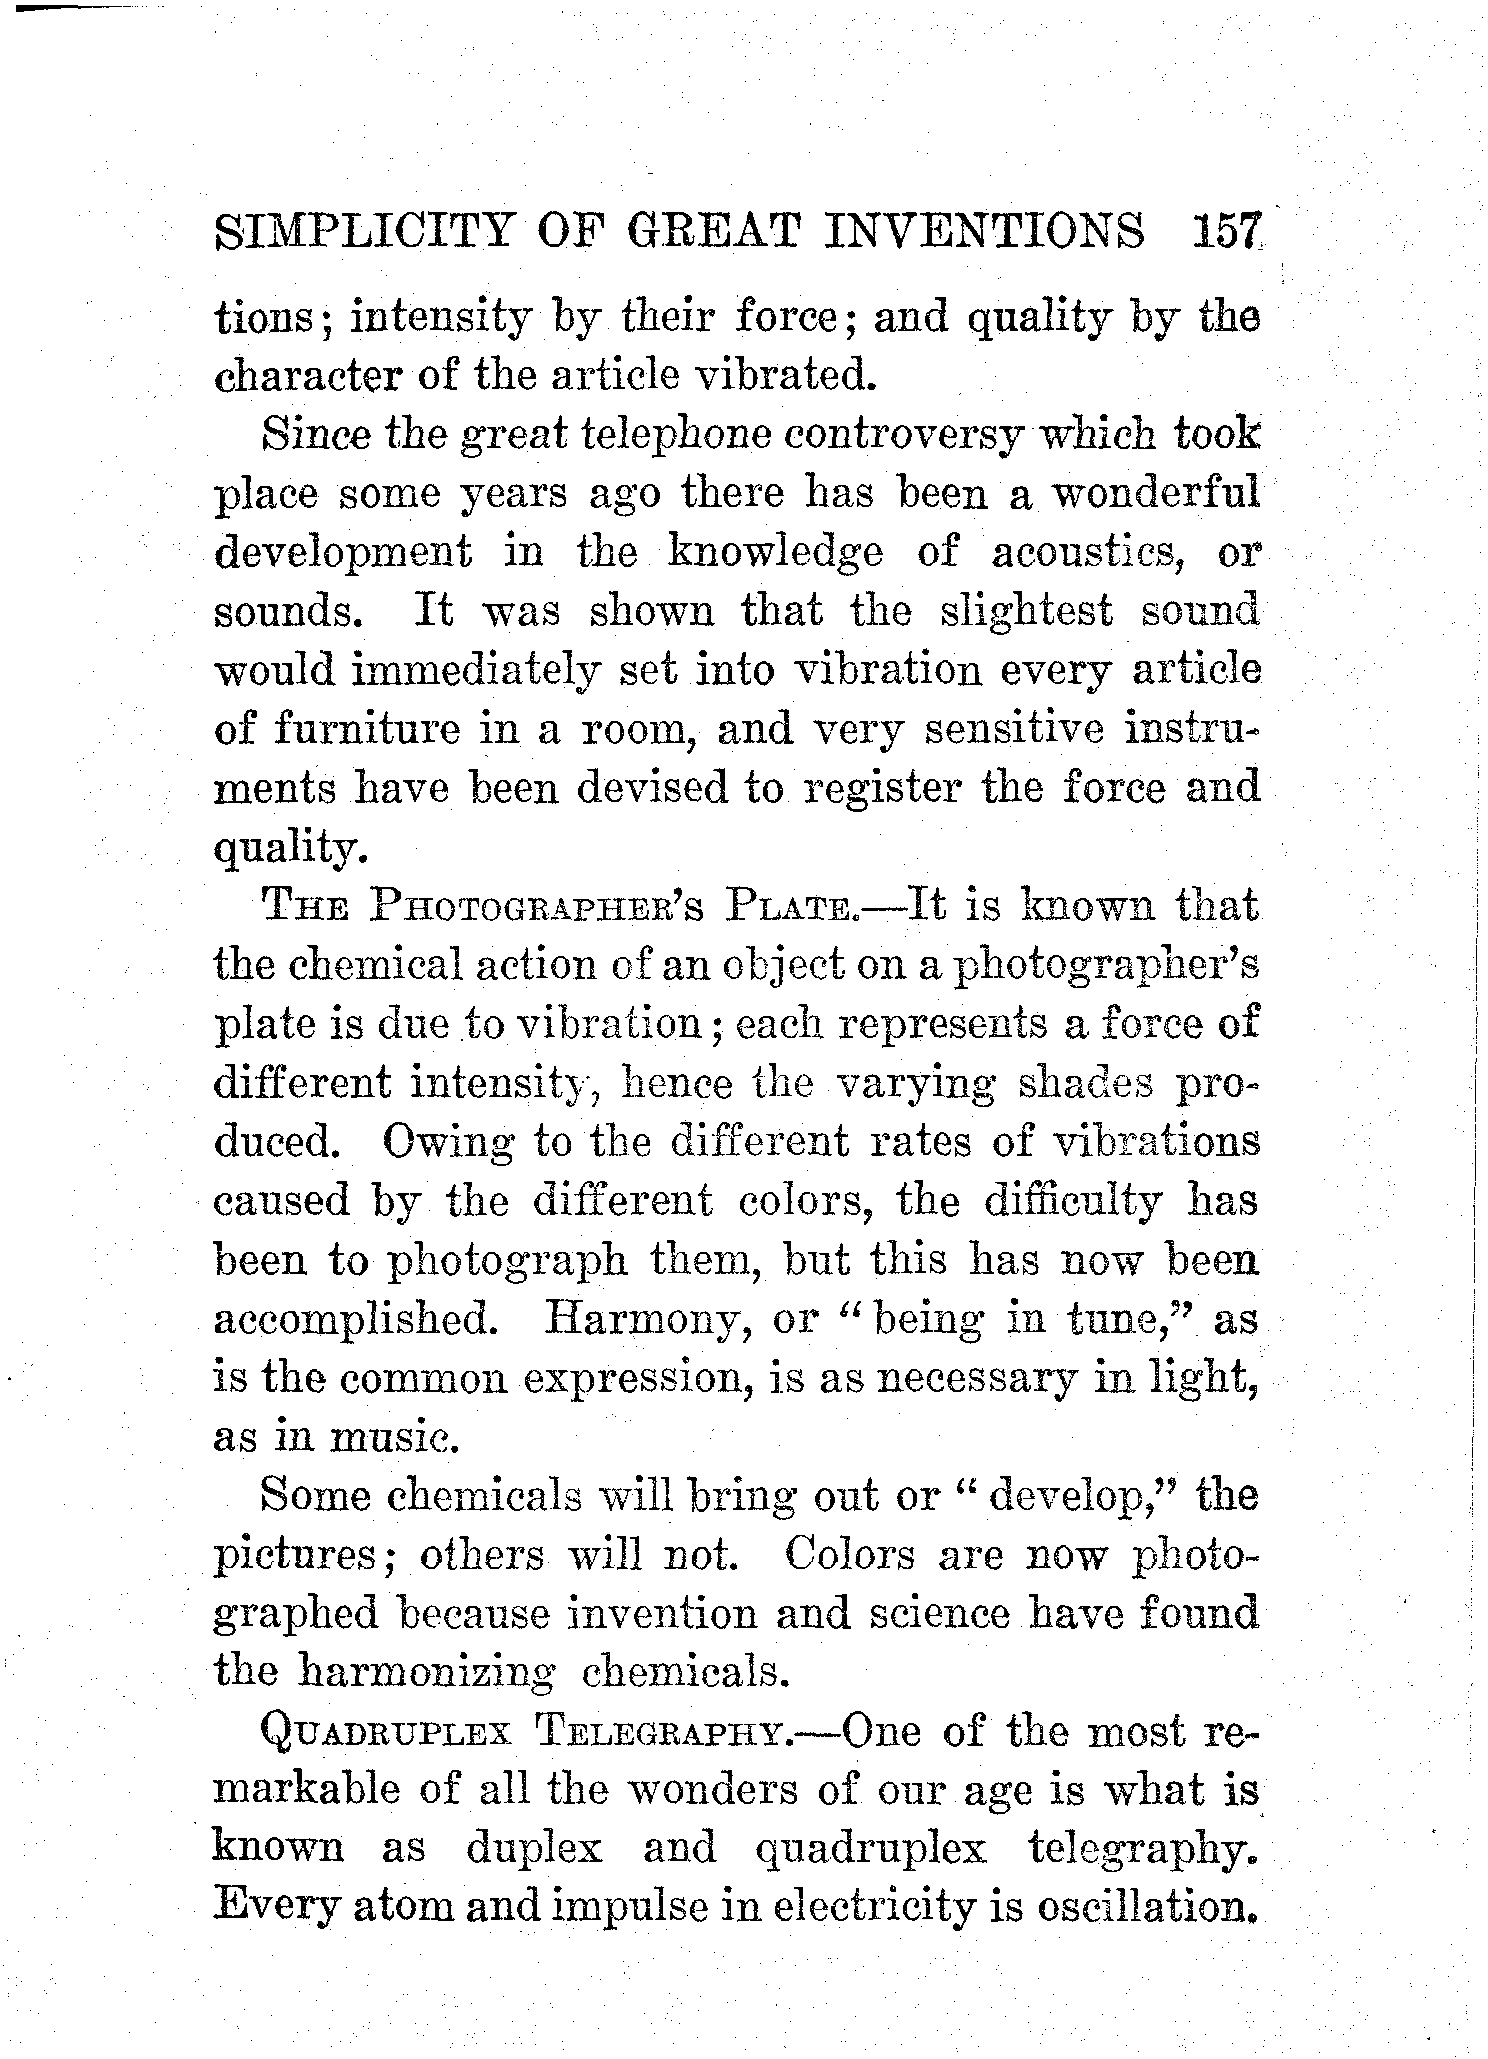 SIMPLICITY OF GREAT INVENTIONS 157
tions; intensity by their force; and quality by the
character of the article vibrated.
Since the great telephone controversy which took
place some years ago there has been a wonderful
development in the knowledge of acoustics, or
sounds. It was shown that the slightest sound
would immediately set into vibration every article
of furniture in a room, and very sensitive instru-
ments have been devised to register the force and
quality.
THE PHOTOGRAPHER'S PLATE.—It is known that
the chemical action of an object on a photographer's
plate is due to vibration; each represents a force of
different intensity, hence the varying shades pro-
duced. Owing to the different rates of vibrations
caused by the different colors, the difficulty has
been to photograph them, but this has now been
accomplished. Harmony, or “being in tune,” as
is the common expression, is as necessary in light,
as in music.
Some chemicals will bring out or “develop,” the
pictures; others will not. Colors are now photo-
graphed because invention and science have found
the harmonizing chemicals.
QUADRUPLEX TELEGRAPHY.—One of the most re-
markable of all the wonders of our age is what is
known as duplex and quadruplex telegraphy.
Every atom and impulse in electricity is oscillation.